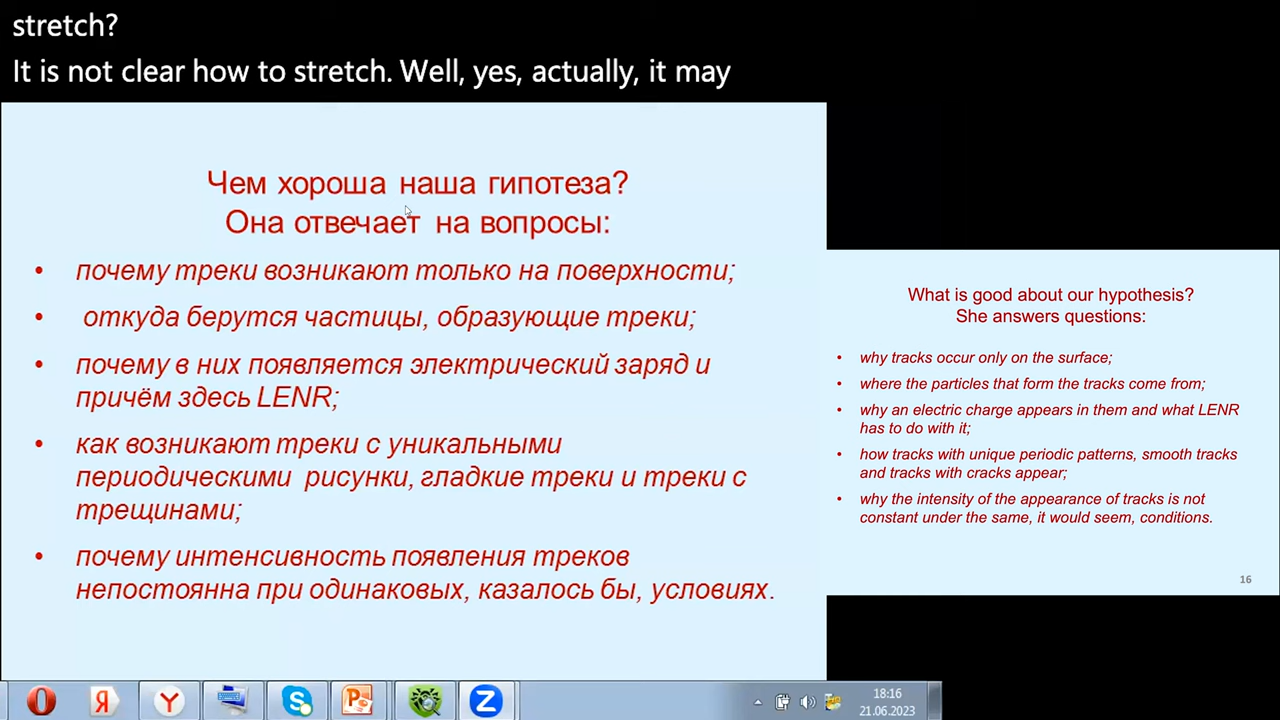 stretch?
It is not clear how to stretch. Well, yes, actually, it may
Чем хороша наша гипотеза?
Она отвечает на вопросы:
• почему треки возникают только на поверхности;
• откуда берутся частицы, образующие треки;
• почему в них появляется электрический заряд и
причём здесь LENR;
• как возникают треки с уникальными
периодическими рисунки, гладкие треки и треки с
трещинами;
• почему интенсивность появления треков
непостоянна при одинаковых, казалось бы, условиях.
What is good about our hypothesis?
She answers questions:
• why tracks occur only on the surface;
• where the particles that form the tracks come from;
• why an electric charge appears in them and what LENR
has to do with it;
• how tracks with unique periodic patterns, smooth tracks
and tracks with cracks appear;
• why the intensity of the appearance of tracks is not
constant under the same, it would seem, conditions.
16
18:16
21.06.2023